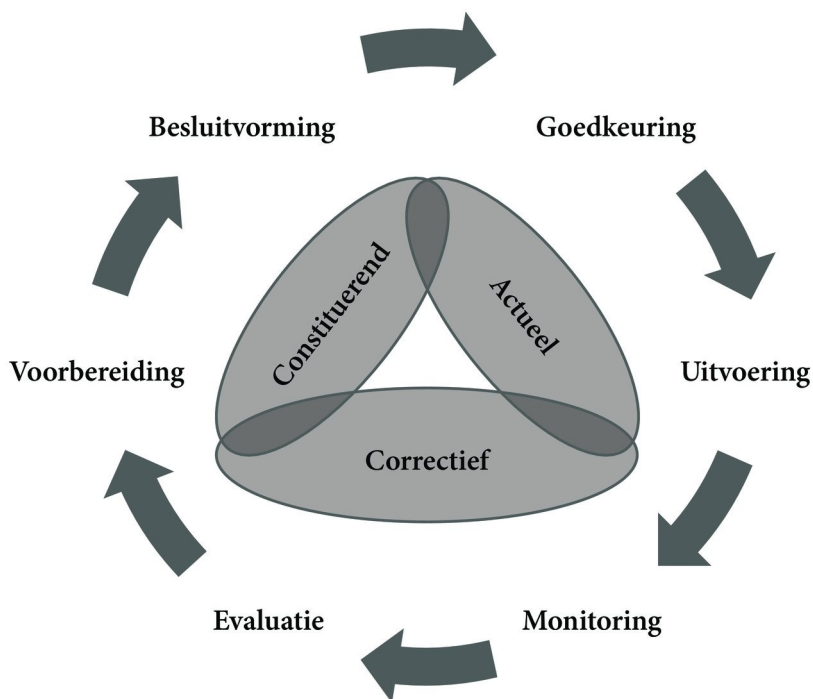 Besluitvorming
Goedkeuring
Constituerend
Actueel
Voorbereiding
Uitvoering
Correctief
Evaluatie
Monitoring